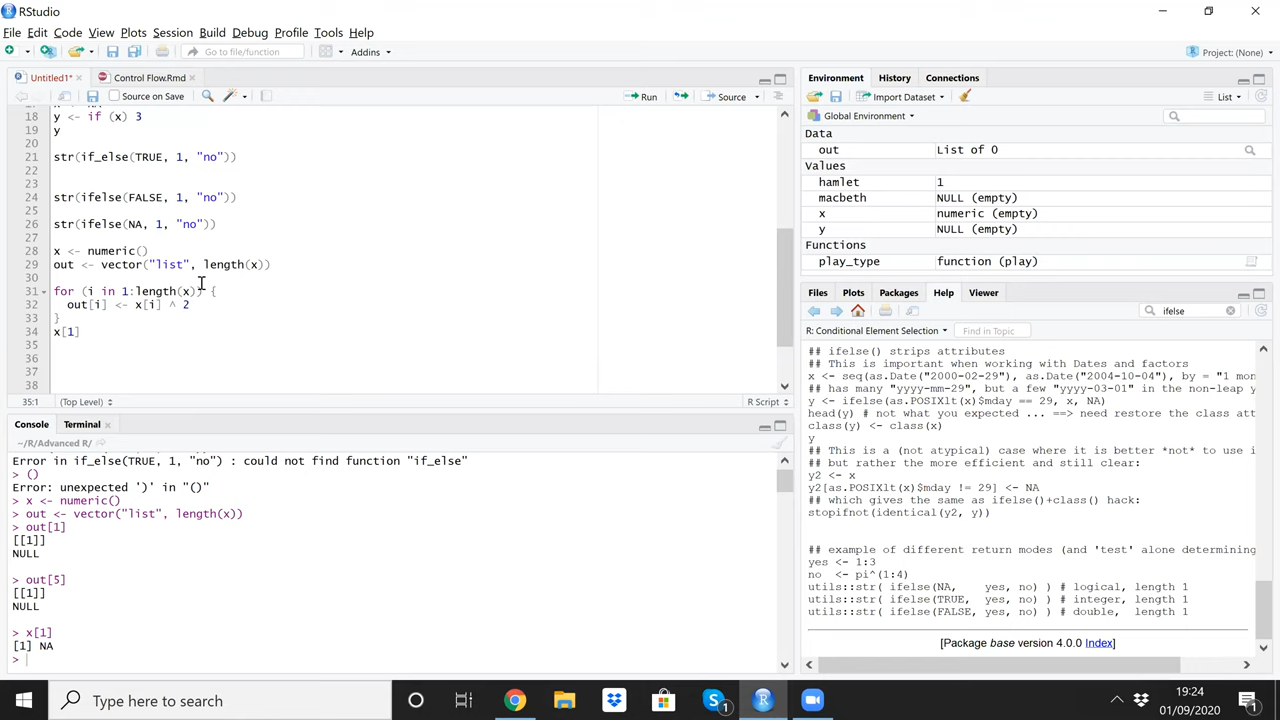 RStudio
File Edit Code View Plots Session Build Debug Profile Tools Help
Go to file/function
Addins
Project: (None)
Untitled1*
Control Flow.Rmd
Source on Save
Run
Source
18 y <- if (x) 3
19 y
20
21 str(if_else(TRUE, 1, "no"))
22
23
24 str(ifelse(FALSE, 1, "no"))
25
26 str(ifelse(NA, 1, "no"))
27
28 x <- numeric()
29 out <- vector("list", length(x))
30
31 for (i in 1:length(x)) {
32 out[i] <- x[i] ^ 2
33 }
34 x[1]
35
36
37
38
35:1
(Top Level)
R Script
Console
Terminal
~/R/Advanced R/
Error in if_else(TRUE, 1, "no") : could not find function "if_else"
> ()
Error: unexpected ')' in "()"
> x <- numeric()
> out <- vector("list", length(x))
> out[1]
[[1]]
NULL
> out[5]
[[1]]
NULL
> x[1]
[1] NA
>
Environment
History
Connections
Import Dataset
List
Global Environment
Data
out List of 0
Values
hamlet 1
macbeth NULL (empty)
x numeric (empty)
y NULL (empty)
Functions
play_type function (play)
Files
Plots
Packages
Help
Viewer
ifelse
R: Conditional Element Selection
Find in Topic
## ifelse() strips attributes
## This is important when working with Dates and factors
x <- seq(as.Date("2000-02-29"), as.Date("2004-10-04"), by = "1 mon
## has many "yyyy-mm-29", but a few "yyyy-03-01" in the non-leap y
y <- ifelse(as.POSIXlt(x)$mday == 29, x, NA)
head(y) # not what you expected ... ==> need restore the class att
class(y) <- class(x)
y
## This is a (not atypical) case where it is better *not* to use i
## but rather the more efficient and still clear:
y2 <- x
y2[as.POSIXlt(x)$mday != 29] <- NA
## which gives the same as ifelse()+class() hack:
stopifnot(identical(y2, y))
## example of different return modes (and 'test' alone determining
yes <- 1:3
no <- pi^(1:4)
utils::str( ifelse(NA, yes, no) ) # logical, length 1
utils::str( ifelse(TRUE, yes, no) ) # integer, length 1
utils::str( ifelse(FALSE, yes, no) ) # double, length 1
[Package base version 4.0.0 Index]
Type here to search
1
19:24
01/09/2020
1